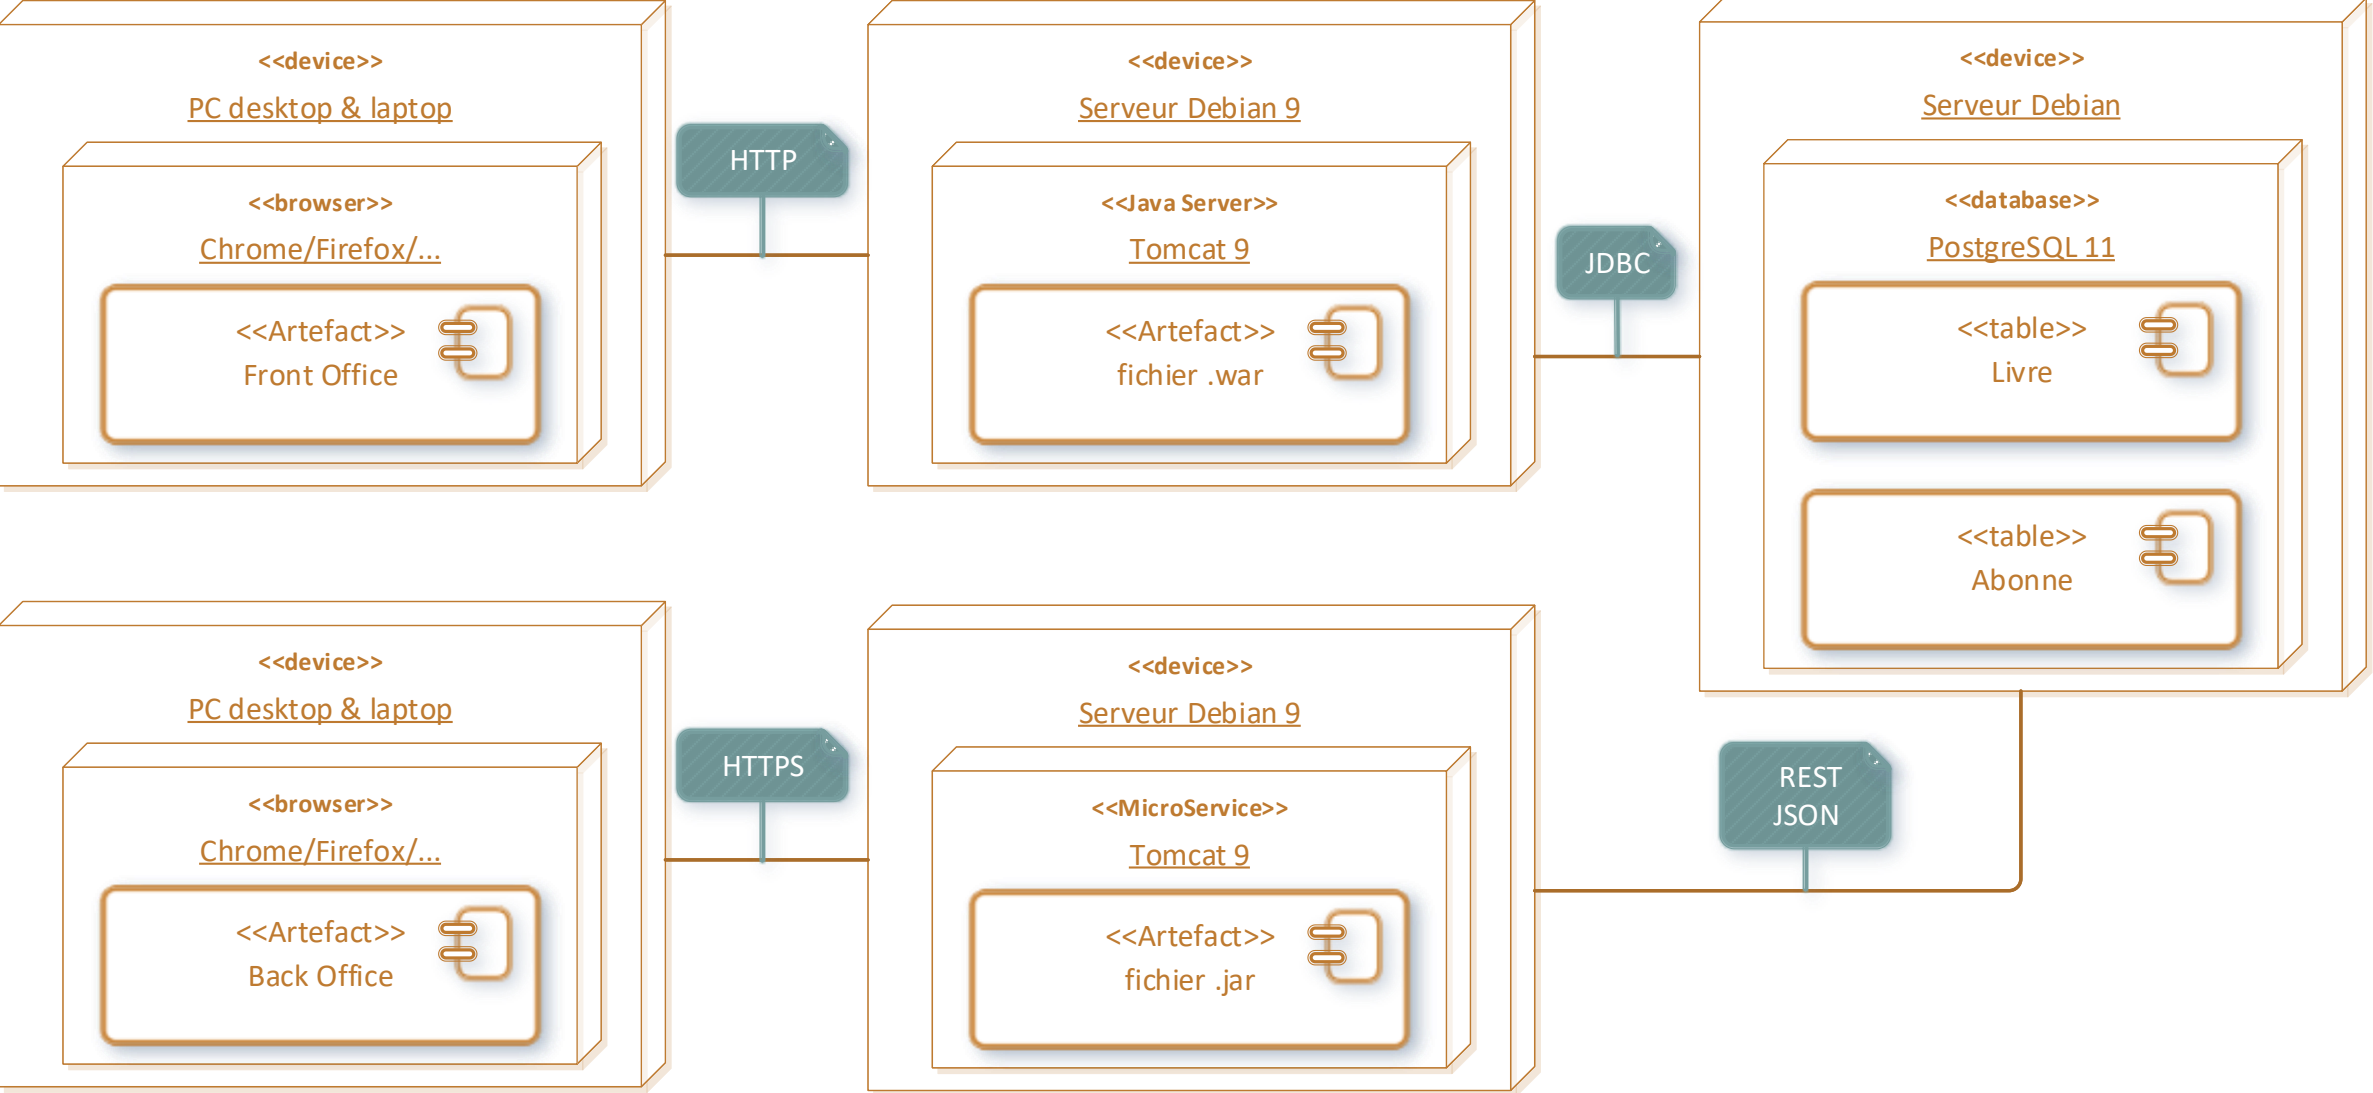 <<device>>
PC desktop & laptop
<<browser>>
Chrome/Firefox/...
<<Artefact>>
Front Office
HTTP
<<device>>
Serveur Debian 9
<<Java Server>>
Tomcat 9
<<Artefact>>
fichier .war
JDBC
<<device>>
Serveur Debian
<<database>>
PostgreSQL 11
<<table>>
Livre
<<table>>
Abonne
<<device>>
PC desktop & laptop
<<browser>>
Chrome/Firefox/...
<<Artefact>>
Back Office
HTTPS
<<device>>
Serveur Debian 9
<<MicroService>>
Tomcat 9
<<Artefact>>
fichier .jar
REST
JSON